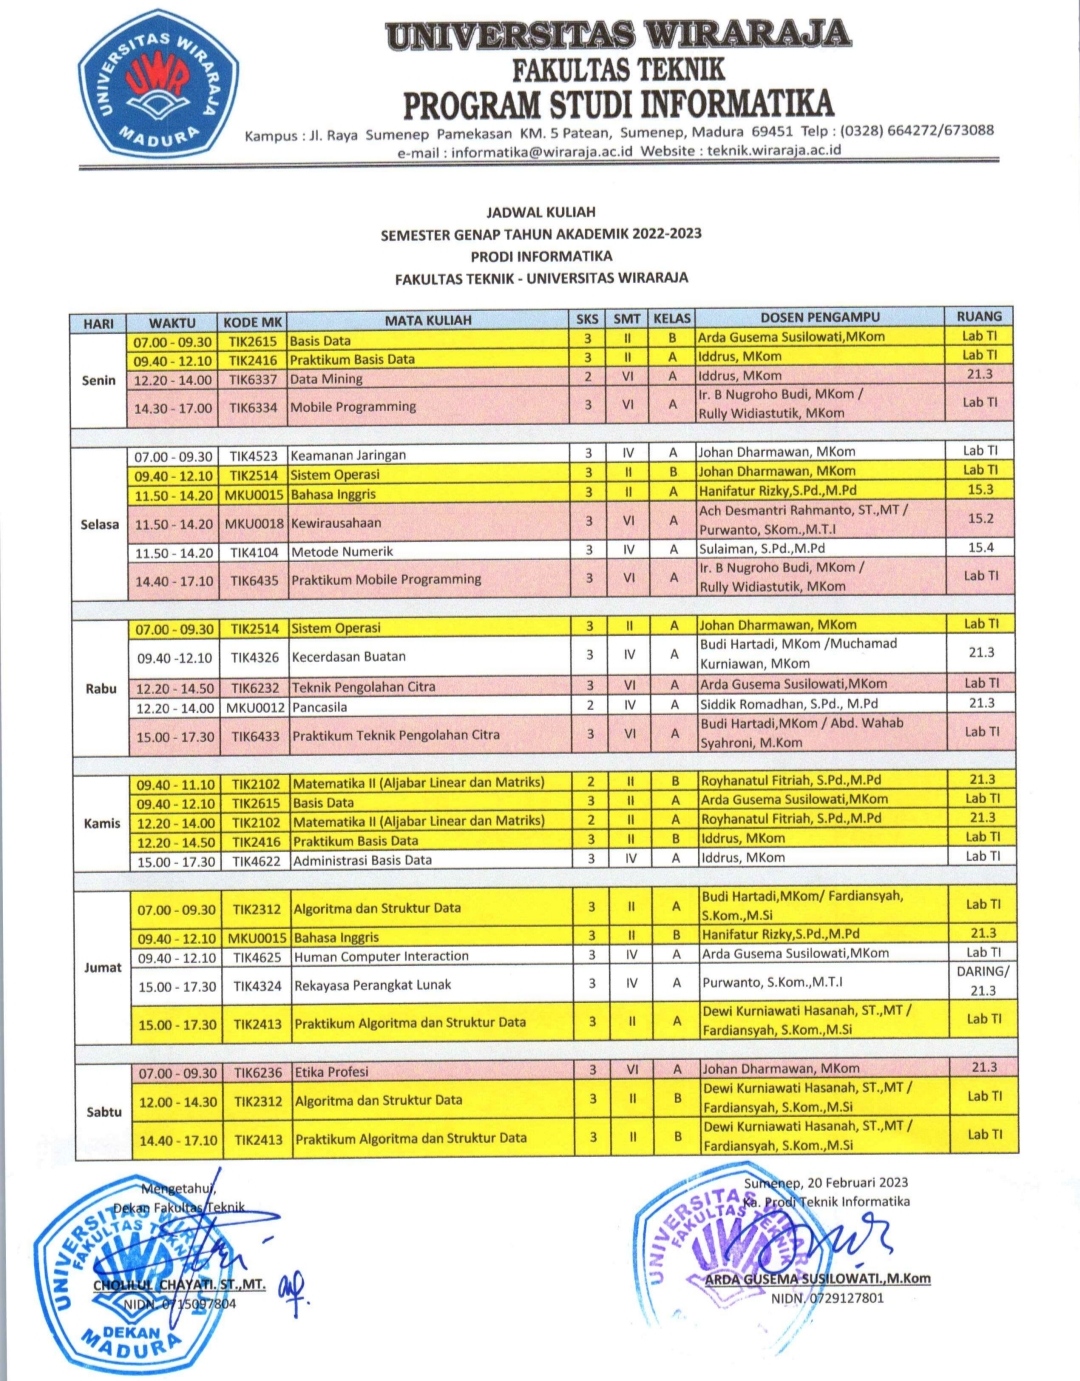 UNIVERSITAS WIRARAJA
UWR
MADURA
UNIVERSITAS WIRARAJA
FAKULTAS TEKNIK
PROGRAM STUDI INFORMATIKA
Kampus : Jl. Raya Sumenep Pamekasan KM. 5 Patean, Sumenep, Madura 69451 Telp : (0328) 664272/673088
e-mail : informatika@wiraraja.ac.id Website : teknik.wiraraja.ac.id
JADWAL KULIAH
SEMESTER GENAP TAHUN AKADEMIK 2022-2023
PRODI INFORMATIKA
FAKULTAS TEKNIK - UNIVERSITAS WIRARAJA
HARI WAKTU KODE MK MATA KULIAH SKS SMT KELAS DOSEN PENGAMPU RUANG
Senin
07.00 - 09.30 TIK2615 Basis Data 3 II B Arda Gusema Susilowati,MKom Lab TI
09.40 - 12.10 TIK2416 Praktikum Basis Data 3 II A Iddrus, MKom Lab TI
12.20 - 14.00 TIK6337 Data Mining 2 VI A Iddrus, MKom 21.3
14.30 - 17.00 TIK6334 Mobile Programming 3 VI A Ir. B Nugroho Budi, MKom /
Rully Widiastutik, MKom Lab TI
Selasa
07.00 - 09.30 TIK4523 Keamanan Jaringan 3 IV A Johan Dharmawan, MKom Lab TI
09.40 - 12.10 TIK2514 Sistem Operasi 3 II B Johan Dharmawan, MKom Lab TI
11.50 - 14.20 MKU0015 Bahasa Inggris 3 II A Hanifatur Rizky,S.Pd.,M.Pd 15.3
11.50 - 14.20 MKU0018 Kewirausahaan 3 VI A Ach Desmantri Rahmanto, ST.,MT /
Purwanto, SKom.,M.T.I 15.2
11.50 - 14.20 TIK4104 Metode Numerik 3 IV A Sulaiman, S.Pd.,M.Pd 15.4
14.40 - 17.10 TIK6435 Praktikum Mobile Programming 3 VI A Ir. B Nugroho Budi, MKom /
Rully Widiastutik, MKom Lab TI
Rabu
07.00 - 09.30 TIK2514 Sistem Operasi 3 II A Johan Dharmawan, MKom Lab TI
09.40 -12.10 TIK4326 Kecerdasan Buatan 3 IV A Budi Hartadi, MKom /Muchamad
Kurniawan, MKom 21.3
12.20 - 14.50 TIK6232 Teknik Pengolahan Citra 3 VI A Arda Gusema Susilowati,MKom Lab TI
12.20 - 14.00 MKU0012 Pancasila 2 IV A Siddik Romadhan, S.Pd., M.Pd 21.3
15.00 - 17.30 TIK6433 Praktikum Teknik Pengolahan Citra 3 VI A Budi Hartadi,MKom / Abd. Wahab
Syahroni, M.Kom Lab TI
Kamis
09.40 - 11.10 TIK2102 Matematika II (Aljabar Linear dan Matriks) 2 II B Royhanatul Fitriah, S.Pd.,M.Pd 21.3
09.40 - 12.10 TIK2615 Basis Data 3 II A Arda Gusema Susilowati,MKom Lab TI
12.20 - 14.00 TIK2102 Matematika II (Aljabar Linear dan Matriks) 2 II A Royhanatul Fitriah, S.Pd.,M.Pd 21.3
12.20 - 14.50 TIK2416 Praktikum Basis Data 3 II B Iddrus, MKom Lab TI
15.00 - 17.30 TIK4622 Administrasi Basis Data 3 IV A Iddrus, MKom Lab TI
Jumat
07.00 - 09.30 TIK2312 Algoritma dan Struktur Data 3 II A Budi Hartadi,MKom/ Fardiansyah,
S.Kom.,M.Si Lab TI
09.40 - 12.10 MKU0015 Bahasa Inggris 3 II B Hanifatur Rizky,S.Pd.,M.Pd 21.3
09.40 - 12.10 TIK4625 Human Computer Interaction 3 IV A Arda Gusema Susilowati,MKom Lab TI
15.00 - 17.30 TIK4324 Rekayasa Perangkat Lunak 3 IV A Purwanto, S.Kom.,M.T.I DARING/
21.3
15.00 - 17.30 TIK2413 Praktikum Algoritma dan Struktur Data 3 II A Dewi Kurniawati Hasanah, ST.,MT /
Fardiansyah, S.Kom.,M.Si Lab TI
Sabtu
07.00 - 09.30 TIK6236 Etika Profesi 3 VI A Johan Dharmawan, MKom 21.3
12.00 - 14.30 TIK2312 Algoritma dan Struktur Data 3 II B Dewi Kurniawati Hasanah, ST.,MT /
Fardiansyah, S.Kom.,M.Si Lab TI
14.40 - 17.10 TIK2413 Praktikum Algoritma dan Struktur Data 3 II B Dewi Kurniawati Hasanah, ST.,MT /
Fardiansyah, S.Kom.,M.Si Lab TI
Mengetahui,
Dekan Fakultas Teknik
CHOLILUL CHAYATI. ST.,MT.
NIDN. 0715097804
UNIVERSITAS WIRARAJA
FAKULTAS TEKNIK
UWR
DEKAN
MADURA
Sumenep, 20 Februari 2023
Ka. Prodi Teknik Informatika
ARDA GUSEMA SUSILOWATI.,M.Kom
NIDN. 0729127801
UNIVERSITAS WIRARAJA
FAKULTAS TEKNIK
UWR